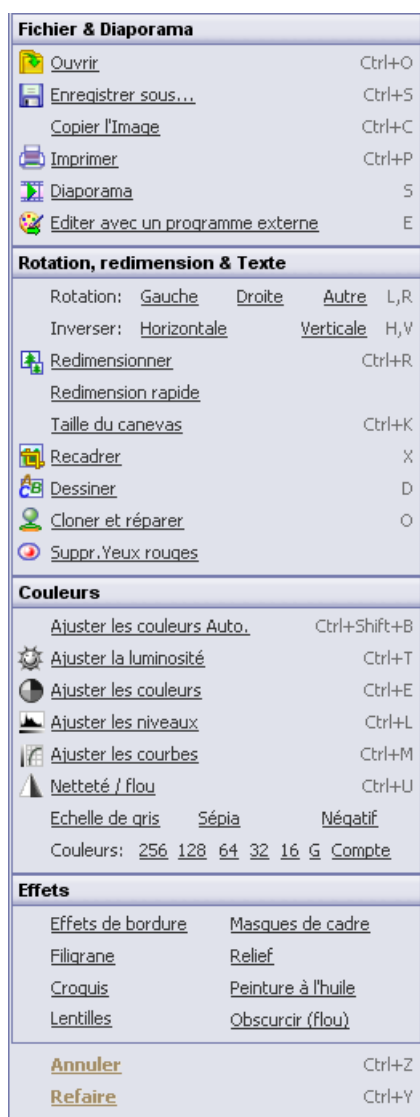 Fichier & Diaporama
Ouvrir Ctrl+O
Enregistrer sous... Ctrl+S
Copier l'Image Ctrl+C
Imprimer Ctrl+P
Diaporama S
Editer avec un programme externe E
Rotation, redimension & Texte
Rotation: Gauche Droite Autre L,R
Inverser: Horizontale Verticale H,V
Redimensionner Ctrl+R
Redimension rapide
Taille du canevas Ctrl+K
Recadrer X
Dessiner D
Cloner et réparer O
Suppr.Yeux rouges
Couleurs
Ajuster les couleurs Auto. Ctrl+Shift+B
Ajuster la luminosité Ctrl+T
Ajuster les couleurs Ctrl+E
Ajuster les niveaux Ctrl+L
Ajuster les courbes Ctrl+M
Netteté / flou Ctrl+U
Echelle de gris Sépia Négatif
Couleurs: 256 128 64 32 16 G Compte
Effets
Effets de bordure Masques de cadre
Filigrane Relief
Croquis Peinture à l'huile
Lentilles Obscurcir (flou)
Annuler Ctrl+Z
Refaire Ctrl+Y